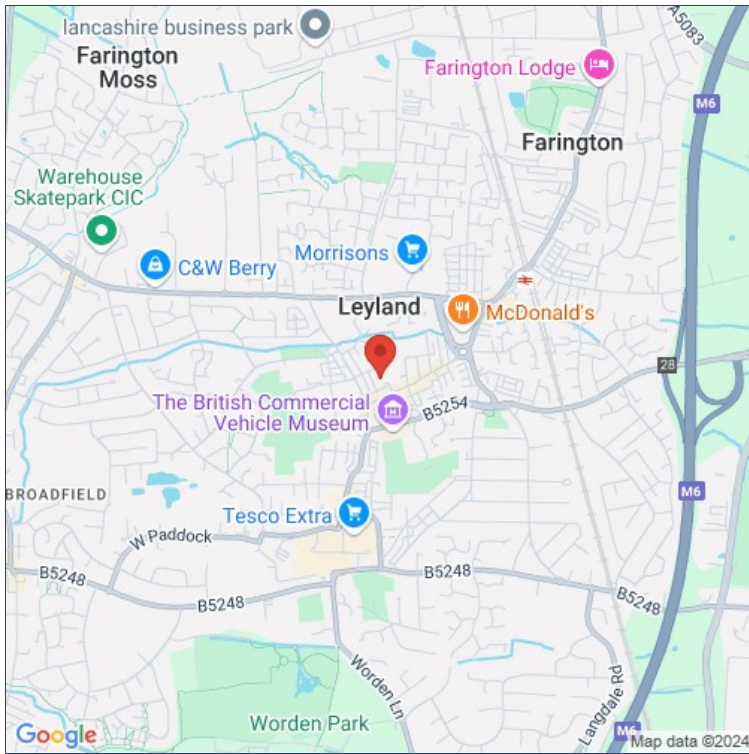 lancashire business park
Farington
Moss
Farington Lodge
A5083
M6
Farington
Warehouse
Skatepark CIC
C&W Berry
Morrisons
Leyland
McDonald's
28
The British Commercial
Vehicle Museum
B5254
BROADFIELD
M6
Tesco Extra
W Paddock
B5248
B5248
B5248
B5248
Worden Ln
Langdale Rd
Worden Park
M6
Google
Map data ©2024